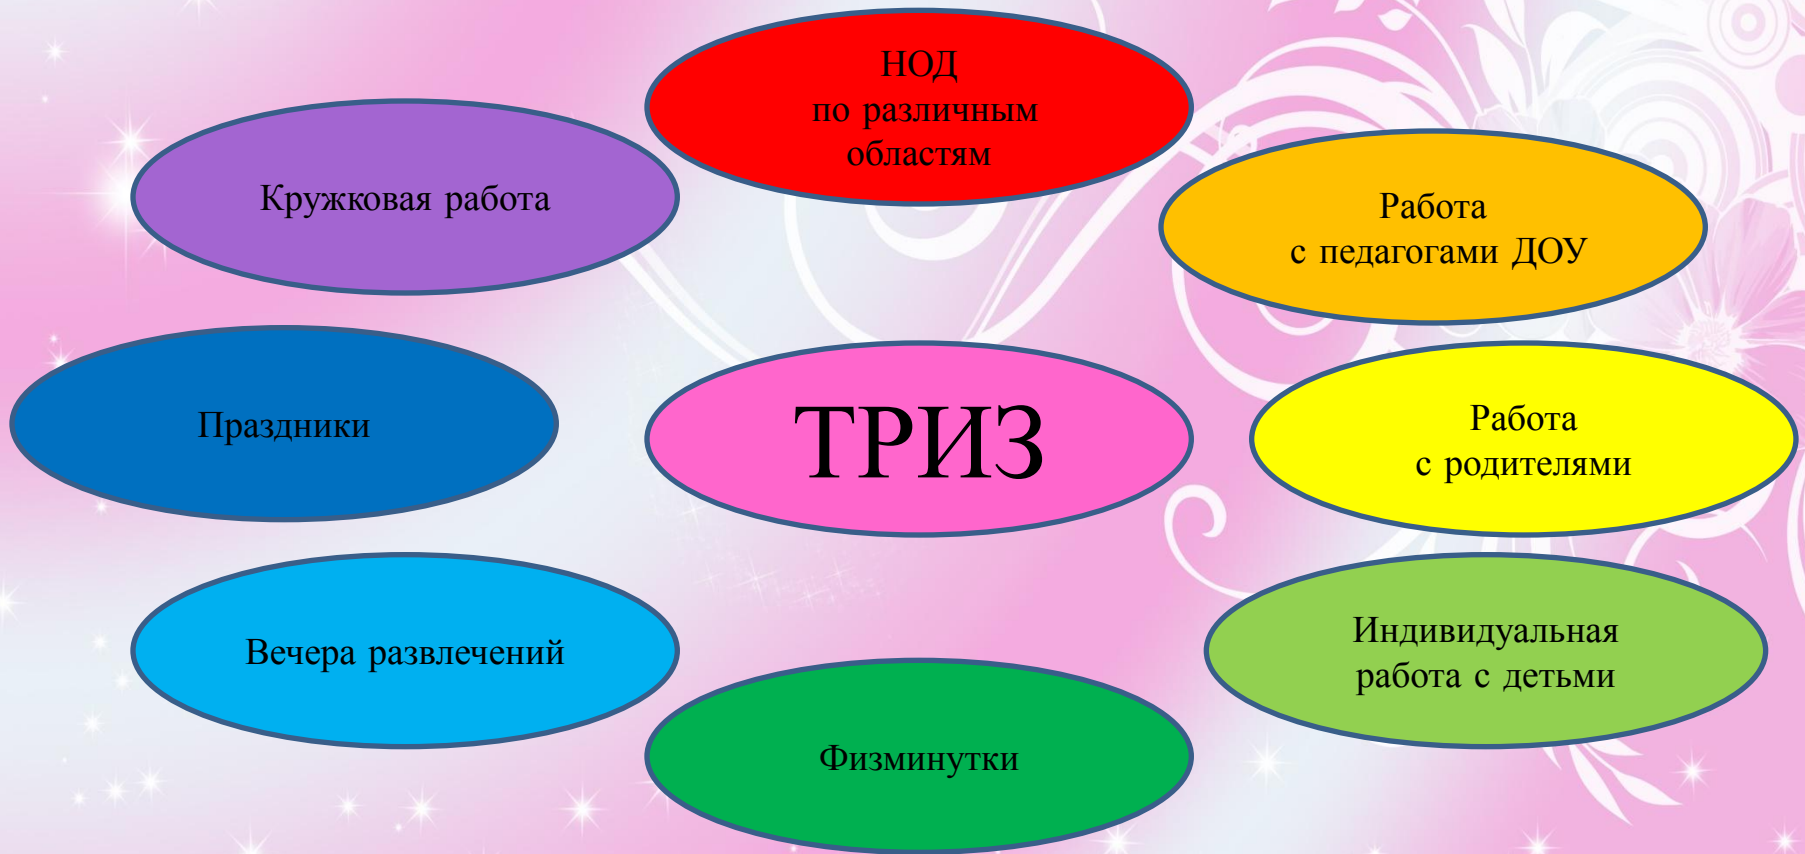 НОД
по различным
областям
Кружковая работа
Работа
с педагогами ДОУ
Праздники
ТРИЗ
Работа
с родителями
Вечера развлечений
Индивидуальная
работа с детьми
Физминутки